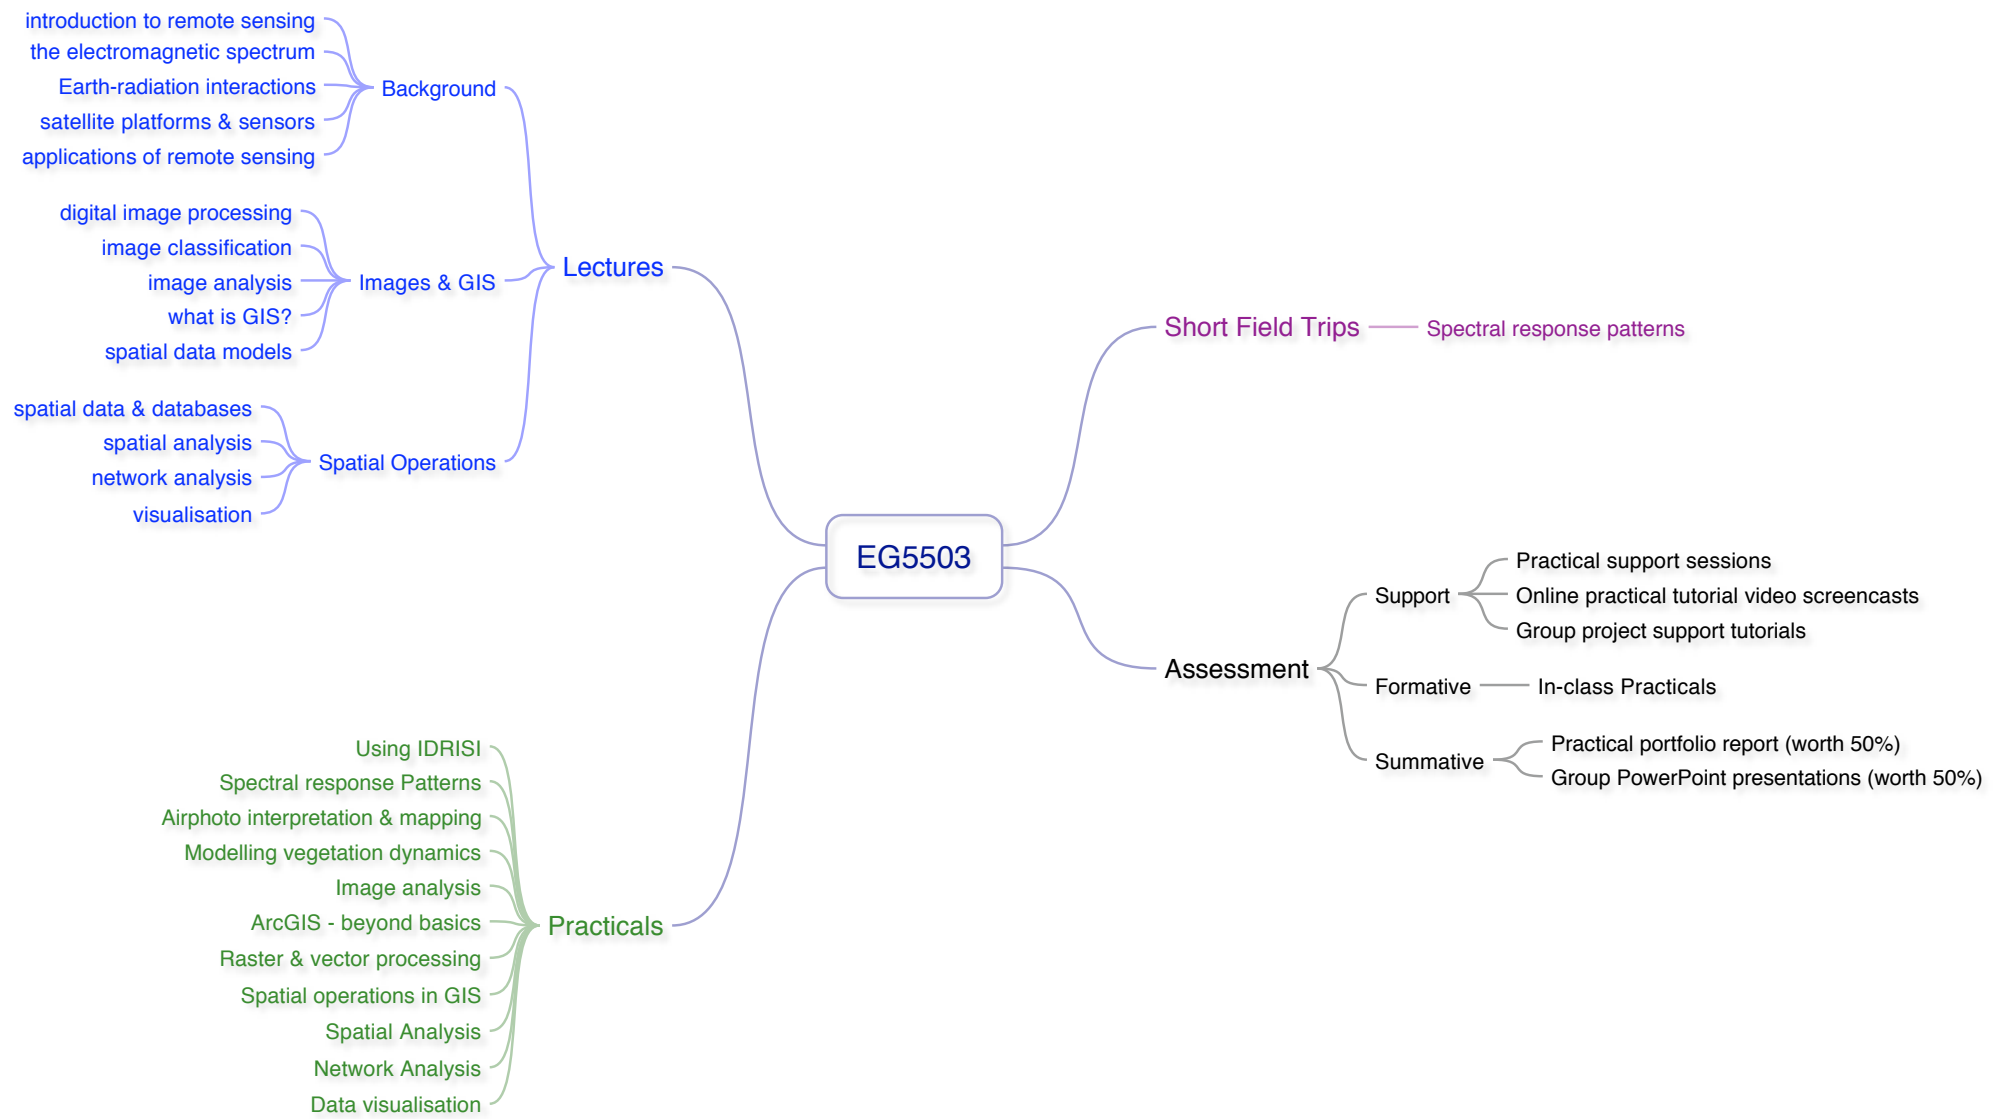 introduction to remote sensing
the electromagnetic spectrum
Earth-radiation interactions
satellite platforms & sensors
applications of remote sensing
Background
digital image processing
image classification
image analysis
what is GIS?
spatial data models
Images & GIS
spatial data & databases
spatial analysis
network analysis
visualisation
Spatial Operations
Lectures
Short Field Trips
Spectral response patterns
EG5503
Assessment
Support
Practical support sessions
Online practical tutorial video screencasts
Group project support tutorials
Formative
In-class Practicals
Summative
Practical portfolio report (worth 50%)
Group PowerPoint presentations (worth 50%)
Using IDRISI
Spectral response Patterns
Airphoto interpretation & mapping
Modelling vegetation dynamics
Image analysis
ArcGIS - beyond basics
Raster & vector processing
Spatial operations in GIS
Spatial Analysis
Network Analysis
Data visualisation
Practicals